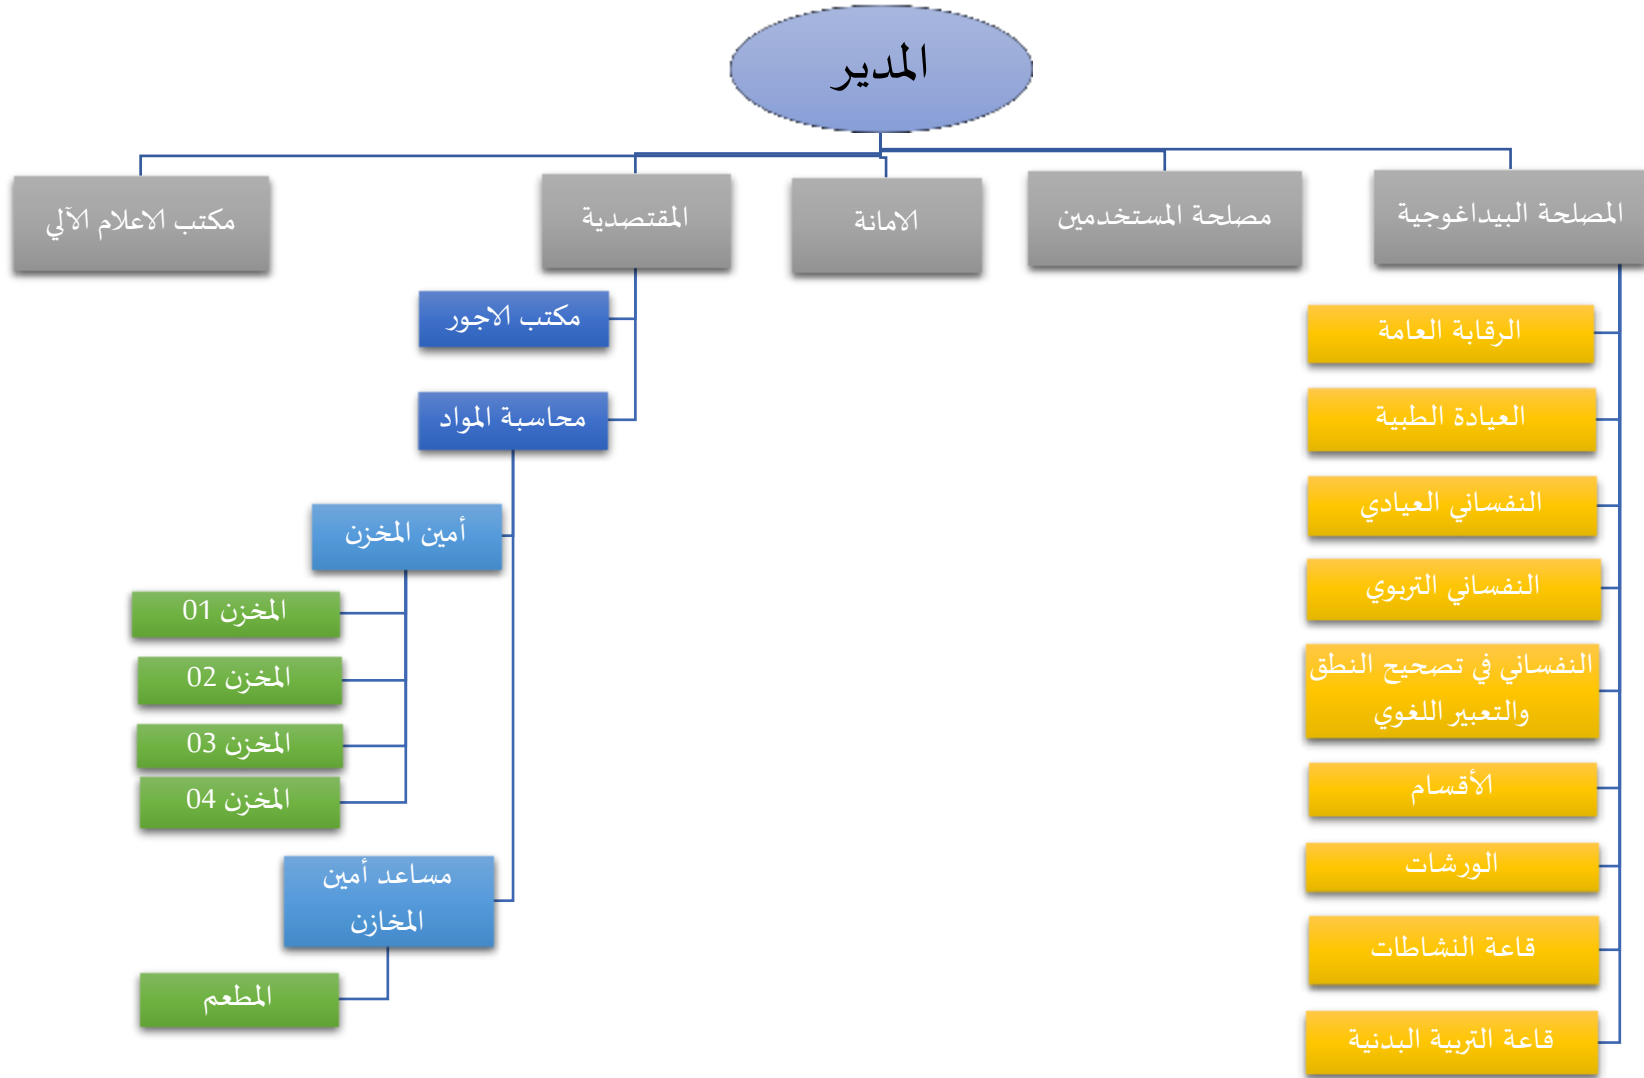 المدير
المصلحة البيداغوجية
مصلحة المستخدمين
الامانة
المقتصدية
مكتب الاعلام الآلي
الرقابة العامة
العيادة الطبية
النفساني العيادي
النفساني التربوي
النفساني في تصحيح النطق
والتعبير اللغوي
الأقسام
الورشات
قاعة النشاطات
قاعة التربية البدنية
مكتب الاجور
محاسبة المواد
أمين المخزن
المخزن 01
المخزن 02
المخزن 03
المخزن 04
مساعد أمين
المخازن
المطعم